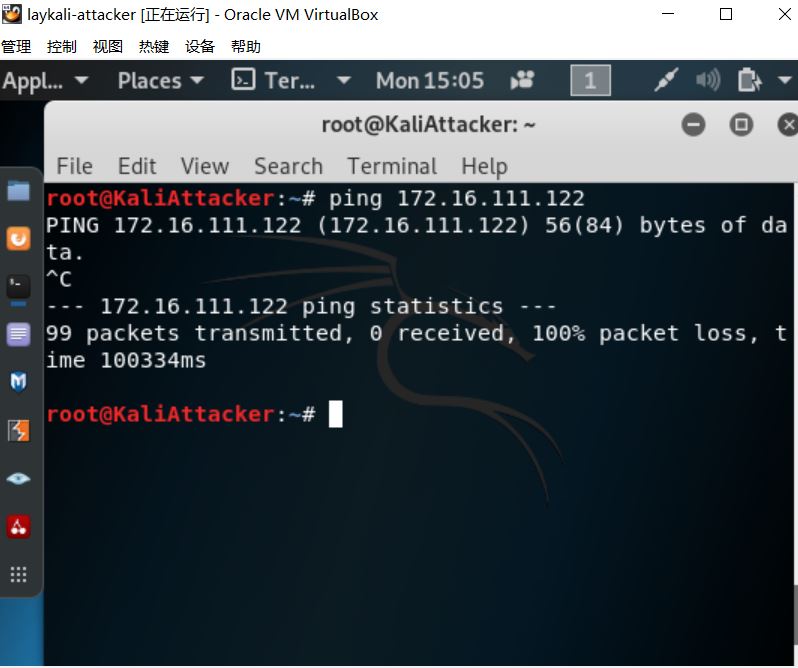 laykali-attacker [正在运行] - Oracle VM VirtualBox
管理 控制 视图 热键 设备 帮助
Appl... Places Ter... Mon 15:05 1
root@KaliAttacker: ~
File Edit View Search Terminal Help
root@KaliAttacker:~# ping 172.16.111.122
PING 172.16.111.122 (172.16.111.122) 56(84) bytes of da
ta.
^C
--- 172.16.111.122 ping statistics ---
99 packets transmitted, 0 received, 100% packet loss, t
ime 100334ms
root@KaliAttacker:~#